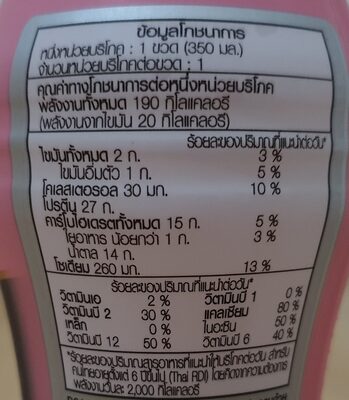 ข้อมูลโภชนาการ
หนึ่งหน่วยบริโภค : 1 ขวด (350 มล.)
จำนวนหน่วยบริโภคต่อขวด : 1
คุณค่าทางโภชนาการต่อหนึ่งหน่วยบริโภค
พลังงานทั้งหมด 190 กิโลแคลอรี
(พลังงานจากไขมัน 20 กิโลแคลอรี)
ร้อยละของปริมาณที่แนะนำต่อวัน*
ไขมันทั้งหมด 2 ก. 3 %
ไขมันอิ่มตัว 1 ก. 5 %
โคเลสเตอรอล 30 มก. 10 %
โปรตีน 27 ก.
คาร์โบไฮเดรตทั้งหมด 15 ก. 5 %
ใยอาหาร น้อยกว่า 1 ก. 3 %
น้ำตาล 14 ก.
โซเดียม 260 มก. 13 %
ร้อยละของปริมาณที่แนะนำต่อวัน*
วิตามินเอ 2 % วิตามินบี 1 0 %
วิตามินบี 2 30 % แคลเซียม 80 %
เหล็ก 0 % ไนอะซิน 50 %
วิตามินบี 12 50 % วิตามินบี 6 40 %
*ร้อยละของปริมาณสารอาหารที่แนะนำให้บริโภคต่อวัน สำหรับ
คนไทยอายุตั้งแต่ 6 ปีขึ้นไป (Thai RDI) โดยคิดจากความต้องการ
พลังงานวันละ 2,000 กิโลแคลอรี